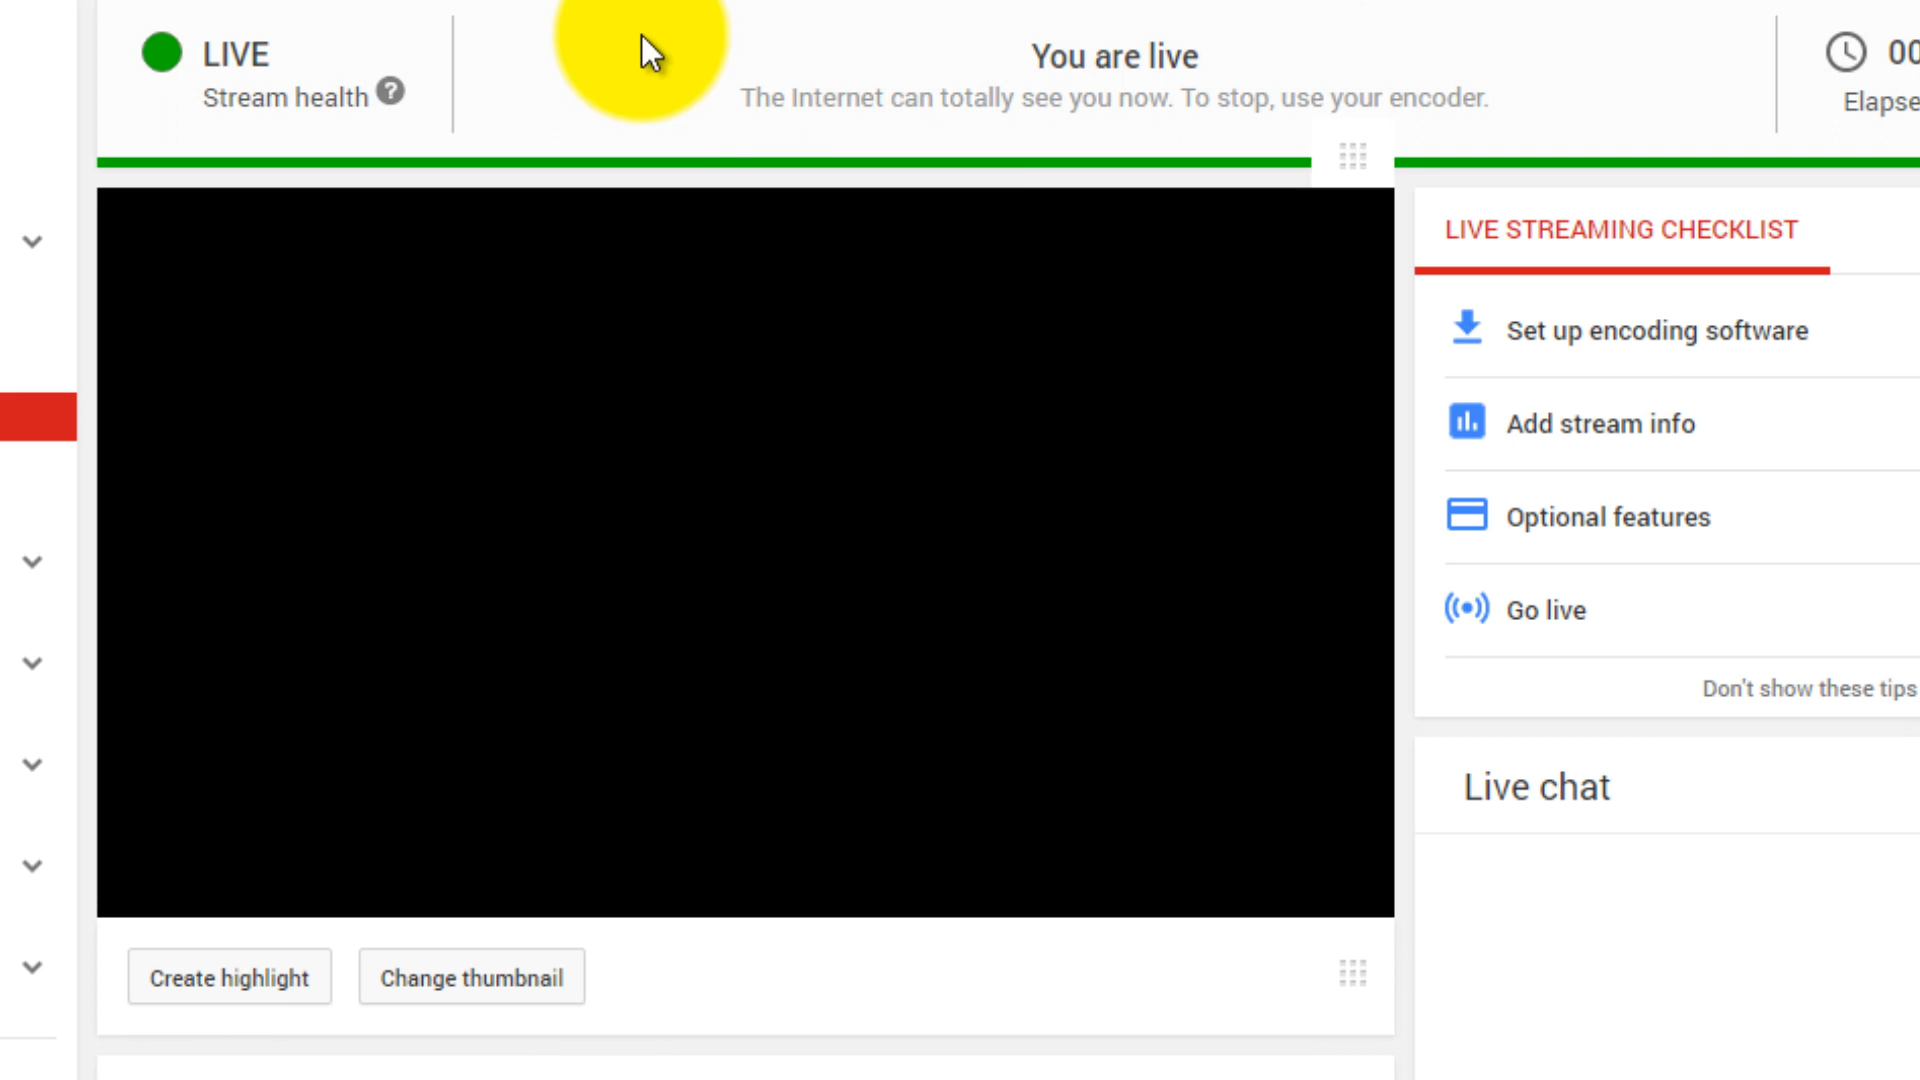 LIVE
Stream health ?
You are live
The Internet can totally see you now. To stop, use your encoder.
00
Elapse
LIVE STREAMING CHECKLIST
Set up encoding software
Add stream info
Optional features
Go live
Don't show these tips
Live chat
Create highlight
Change thumbnail